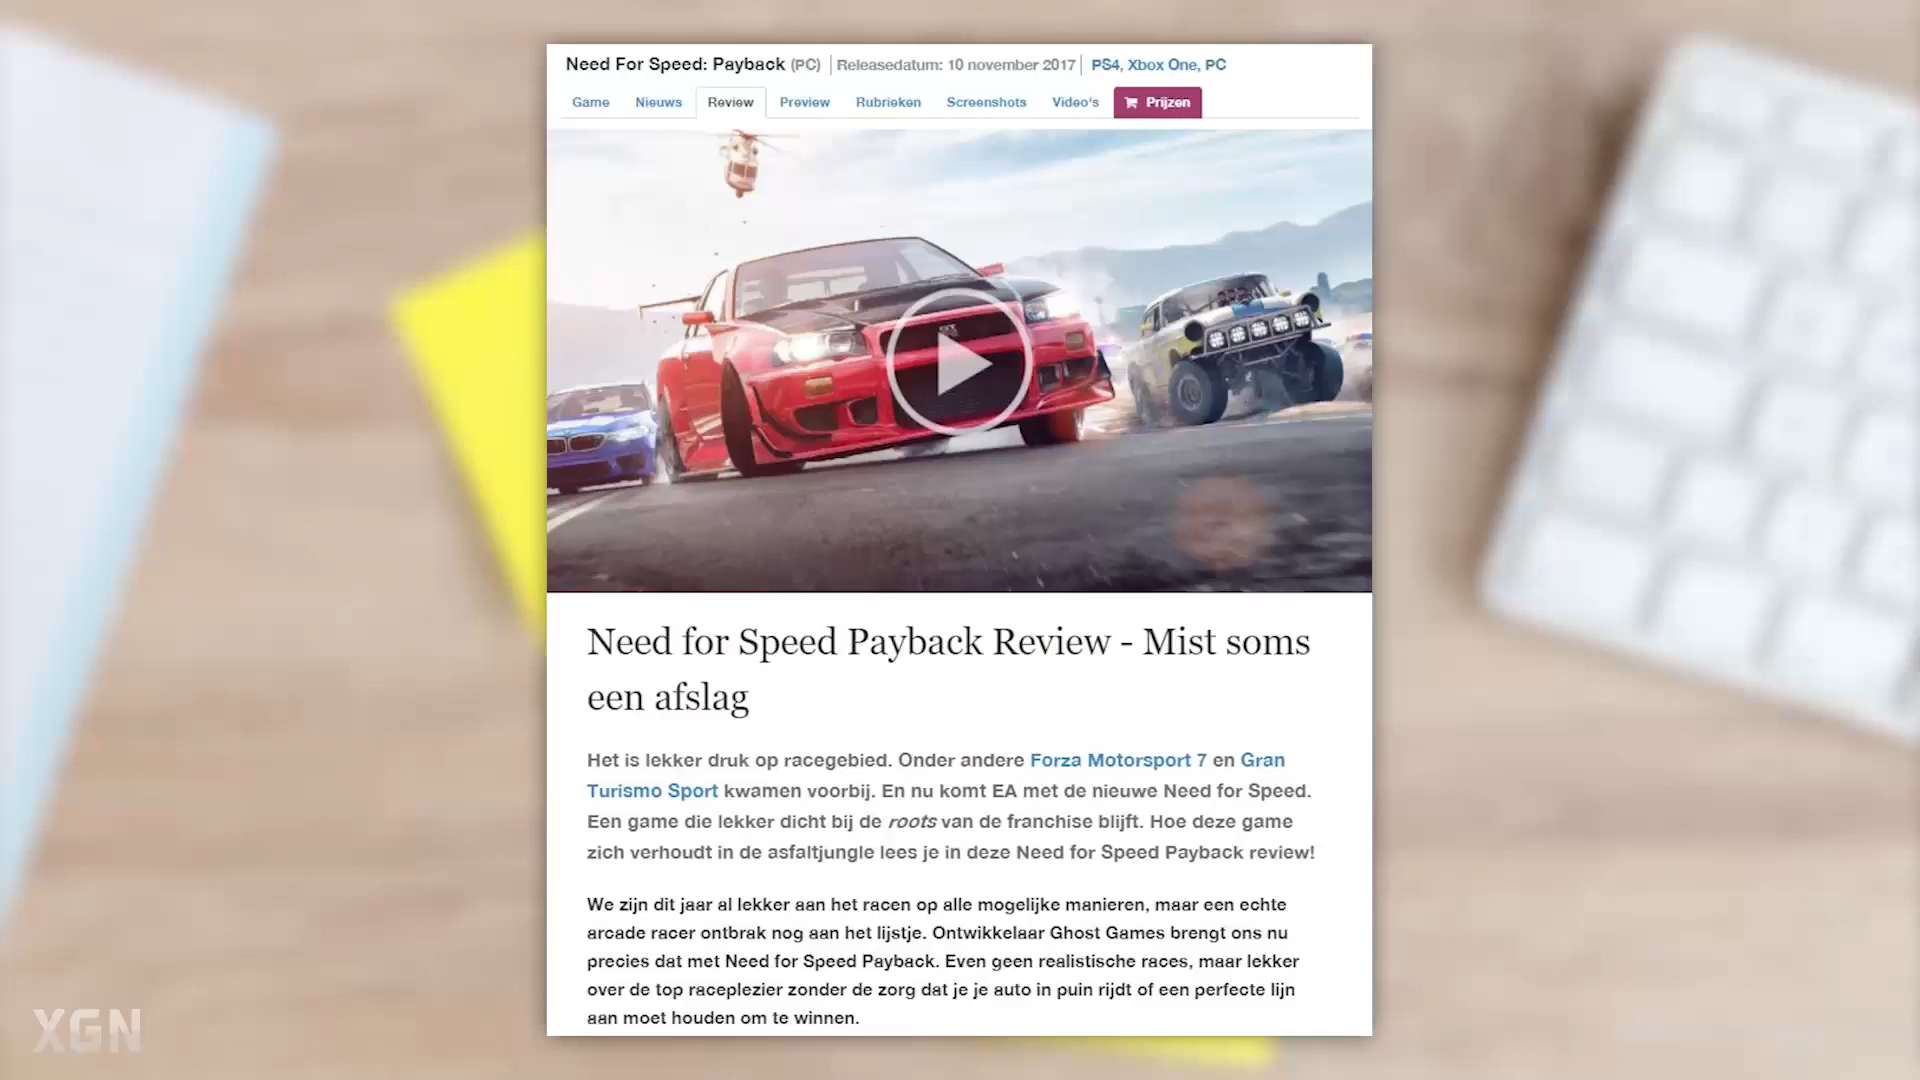 Need For Speed: Payback (PC) Releasedatum: 10 november 2017 PS4, Xbox One, PC
Game Nieuws Review Preview Rubrieken Screenshots Video's Prijzen
Need for Speed Payback Review - Mist soms
een afslag
Het is lekker druk op racegebied. Onder andere Forza Motorsport 7 en Gran
Turismo Sport kwamen voorbij. En nu komt EA met de nieuwe Need for Speed.
Een game die lekker dicht bij de roots van de franchise blijft. Hoe deze game
zich verhoudt in de asfaltjungle lees je in deze Need for Speed Payback review!
We zijn dit jaar al lekker aan het racen op alle mogelijke manieren, maar een echte
arcade racer ontbrak nog aan het lijstje. Ontwikkelaar Ghost Games brengt ons nu
precies dat met Need for Speed Payback. Even geen realistische races, maar lekker
over de top raceplezier zonder de zorg dat je je auto in puin rijdt of een perfecte lijn
aan moet houden om te winnen.
XGN